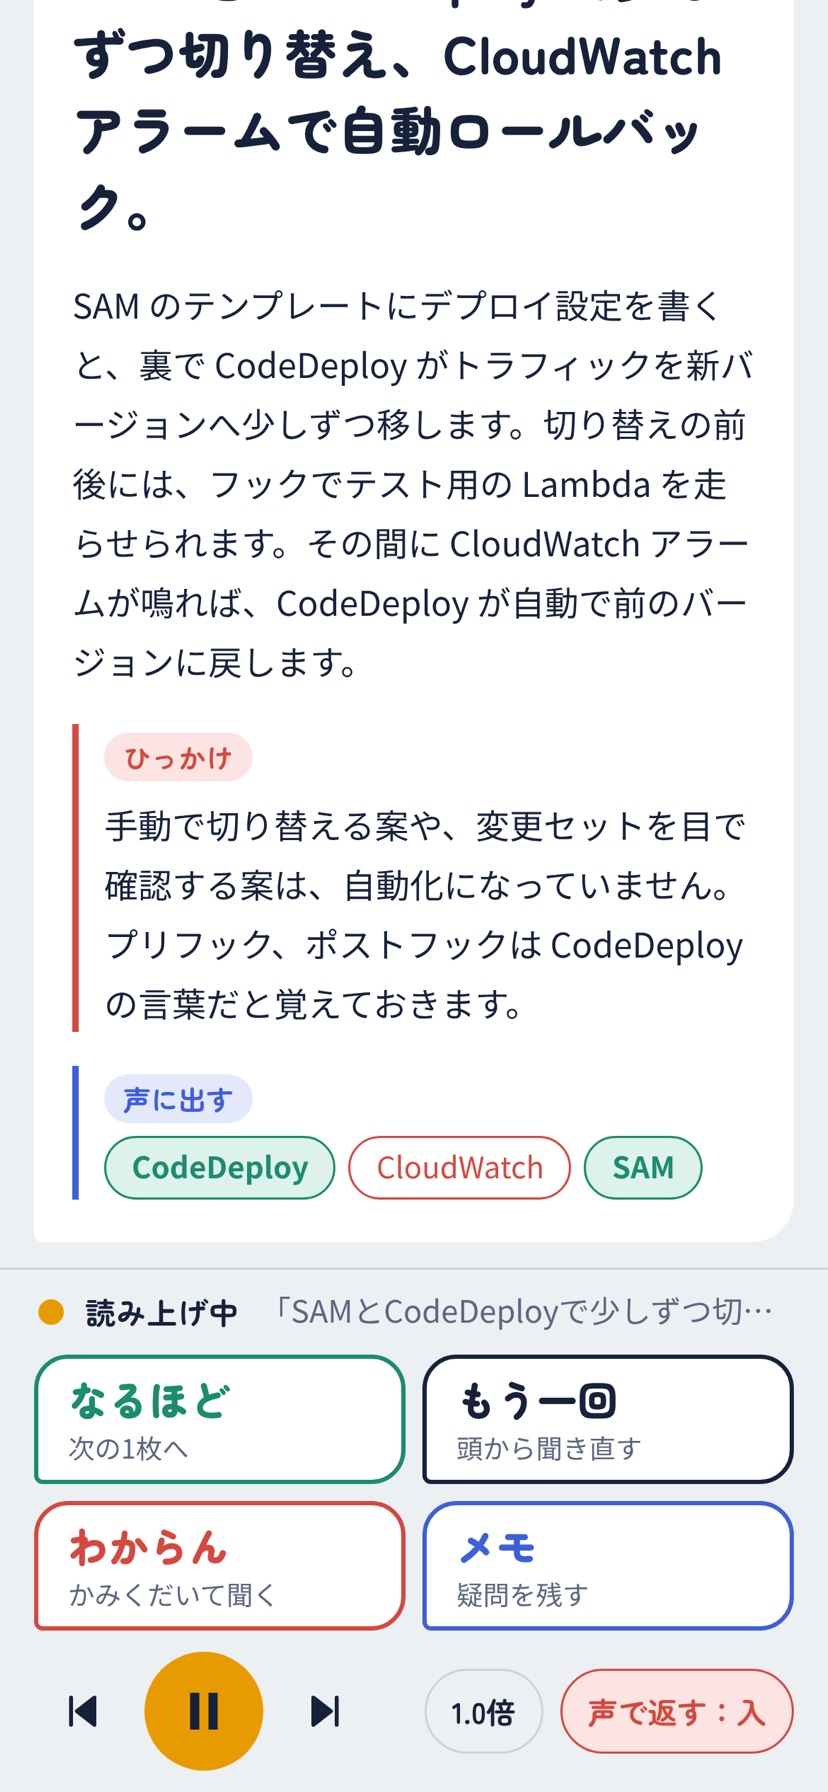 ずつ切り替え、CloudWatch
アラームで自動ロールバッ
ク。
SAM のテンプレートにデプロイ設定を書く
と、裏で CodeDeploy がトラフィックを新バ
ージョンへ少しずつ移します。切り替えの前
後には、フックでテスト用の Lambda を走
らせられます。その間に CloudWatch アラー
ムが鳴れば、CodeDeploy が自動で前のバー
ジョンに戻します。
ひっかけ
手動で切り替える案や、変更セットを目で
確認する案は、自動化になっていません。
プリフック、ポストフックは CodeDeploy
の言葉だと覚えておきます。
声に出す
CodeDeploy CloudWatch SAM
読み上げ中 「SAMとCodeDeployで少しずつ切…
なるほど
次の1枚へ
もう一回
頭から聞き直す
わからん
かみくだいて聞く
メモ
疑問を残す
1.0倍 声で返す：入